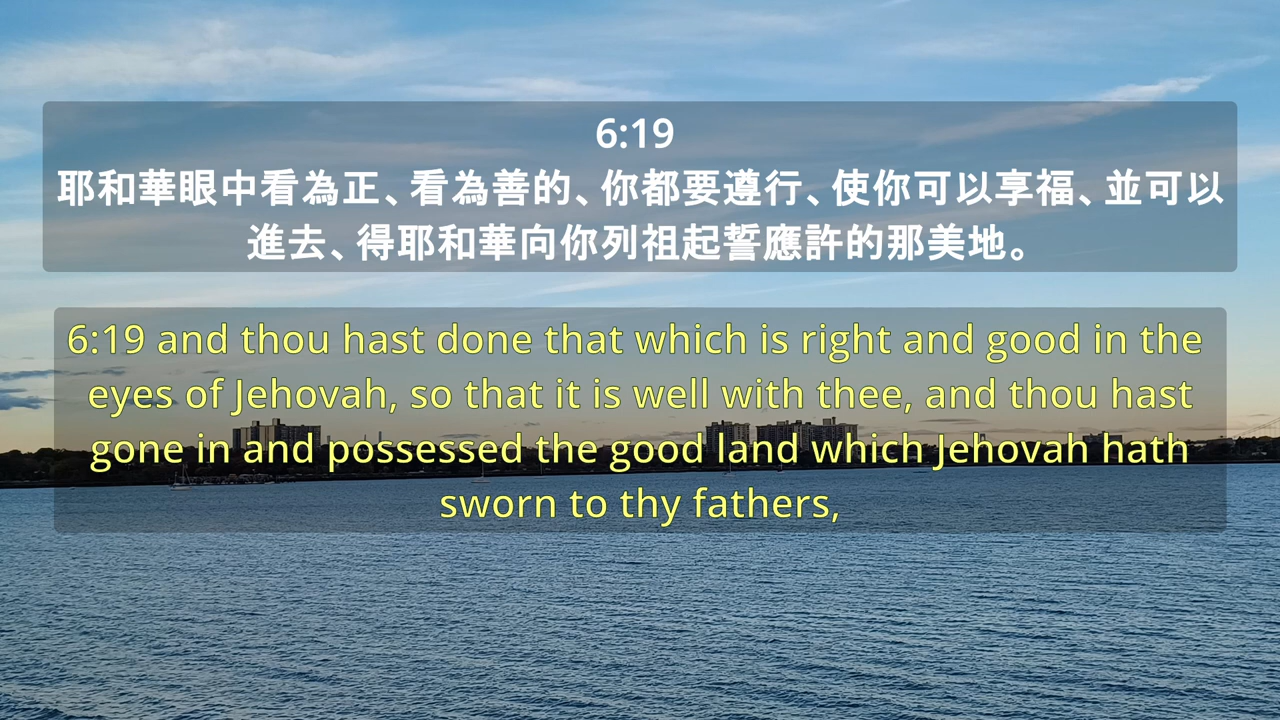 6:19
耶和華眼中看為正、看為善的、你都要遵行、使你可以享福、並可以
進去、得耶和華向你列祖起誓應許的那美地。
6:19 and thou hast done that which is right and good in the
eyes of Jehovah, so that it is well with thee, and thou hast
gone in and possessed the good land which Jehovah hath
sworn to thy fathers,